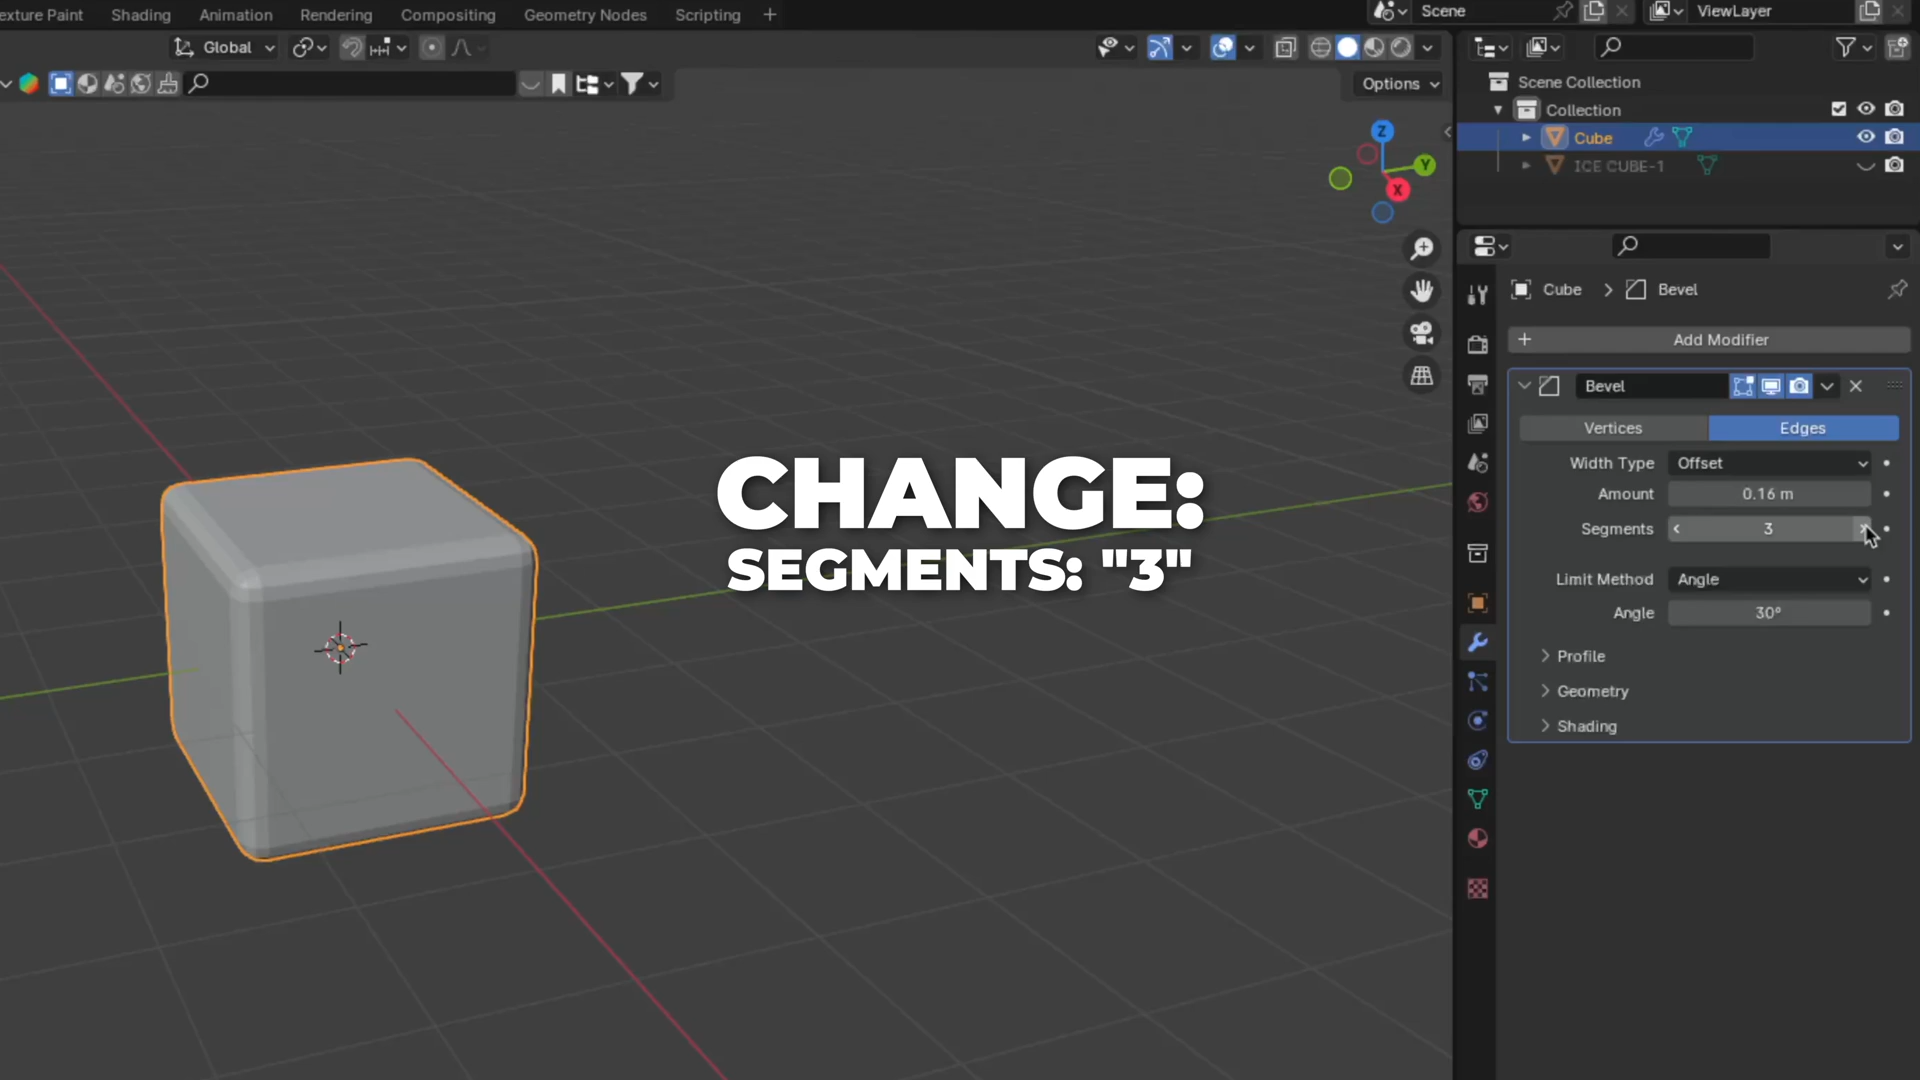 exture Paint Shading Animation Rendering Compositing Geometry Nodes Scripting + Scene ViewLayer
Global
Options
Z
Y
X
Scene Collection
Collection
Cube
ICE CUBE-1
Cube > Bevel
+ Add Modifier
Bevel
Vertices Edges
Width Type Offset
Amount 0.16 m
Segments 3
Limit Method Angle
Angle 30°
Profile
Geometry
Shading
CHANGE:
SEGMENTS: "3"